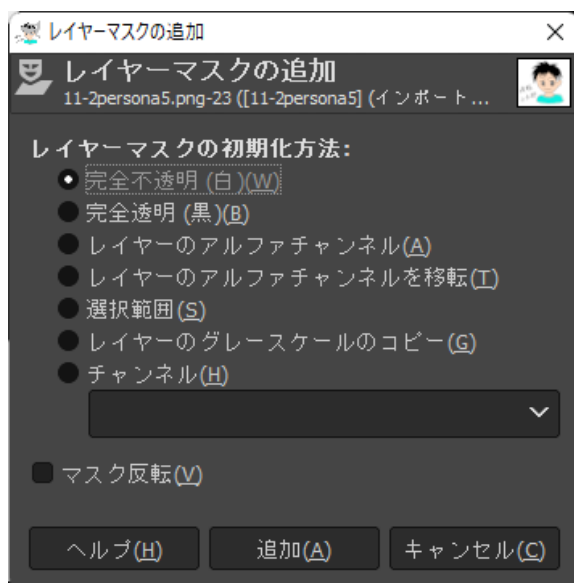 レイヤーマスクの追加
レイヤーマスクの追加
11-2persona5.png-23 ([11-2persona5] (インポート...
レイヤーマスクの初期化方法:
完全不透明 (白)(W)
完全透明 (黒)(B)
レイヤーのアルファチャンネル(A)
レイヤーのアルファチャンネルを移転(T)
選択範囲(S)
レイヤーのグレースケールのコピー(G)
チャンネル(H)
マスク反転(V)
ヘルプ(H)
追加(A)
キャンセル(C)